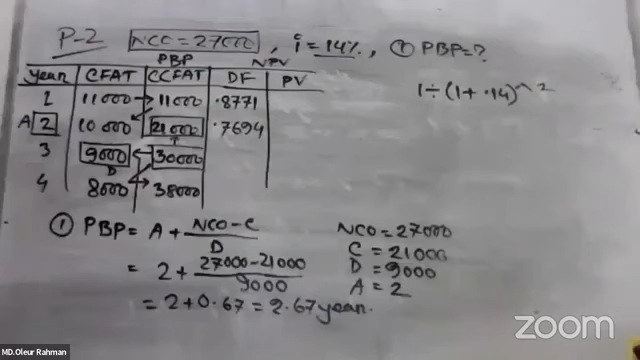 P-2 NCO = 27000, i = 14%, ① PBP = ?
PBP NPV
year CFAT CCFAT DF PV
1 11000 11000 .8771
A 2 10000 21000 .7694
3 9000 30000
D
4 8000 38000
1 ÷ (1 + .14)^2
① PBP = A + NCO - C / D
= 2 + 27000 - 21000 / 9000
= 2 + 0.67 = 2.67 year.
NCO = 27000
C = 21000
D = 9000
A = 2
zoom
MD.Oleur Rahman